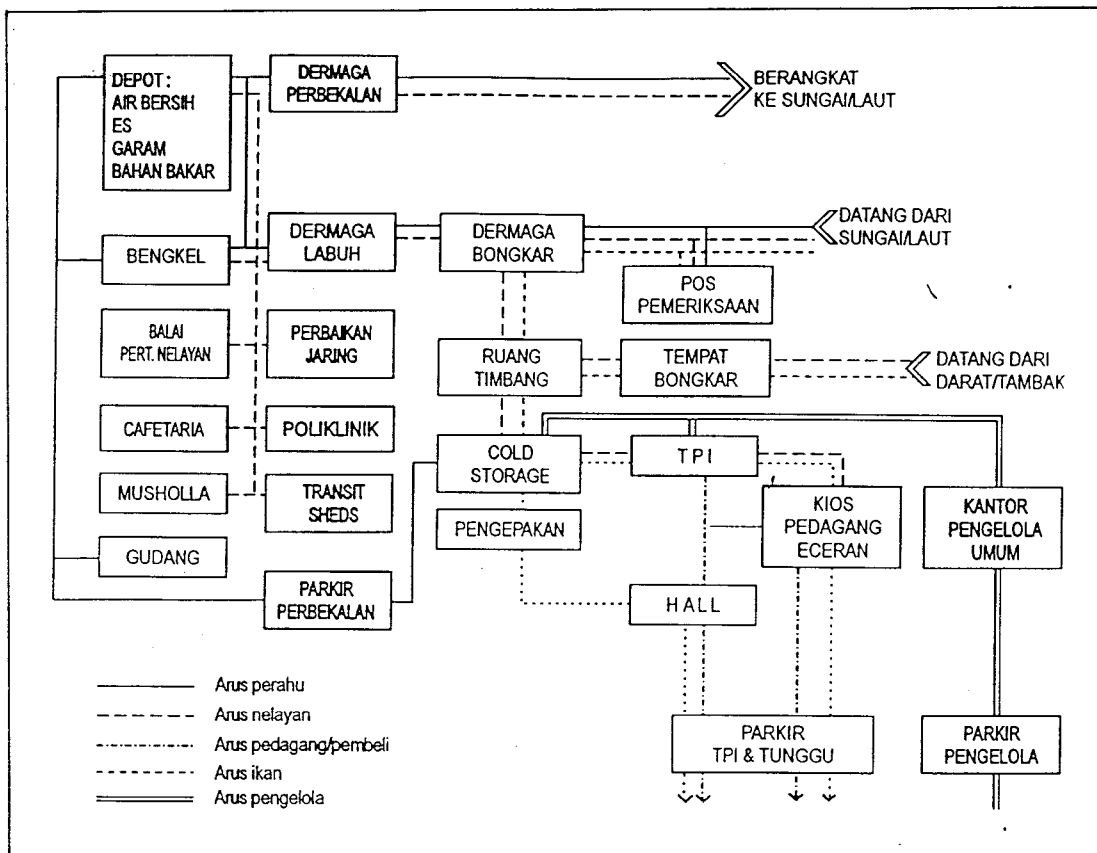 DEPOT :
AIR BERSIH
ES
GARAM
BAHAN BAKAR
DERMAGA
PERBEKALAN
BERANGKAT
KE SUNGAI/LAUT
BENGKEL
DERMAGA
LABUH
DERMAGA
BONGKAR
DATANG DARI
SUNGAI/LAUT
POS
PEMERIKSAAN
BALAI
PERT. NELAYAN
PERBAIKAN
JARING
RUANG
TIMBANG
TEMPAT
BONGKAR
DATANG DARI
DARAT/TAMBAK
CAFETARIA
POLIKLINIK
COLD
STORAGE
TPI
MUSHOLLA
TRANSIT
SHEDS
PENGEPAKAN
KIOS
PEDAGANG
ECERAN
KANTOR
PENGELOLA
UMUM
GUDANG
PARKIR
PERBEKALAN
HALL
Arus perahu
Arus nelayan
Arus pedagang/pembeli
Arus ikan
Arus pengelola
PARKIR
TPI & TUNGGU
PARKIR
PENGELOLA